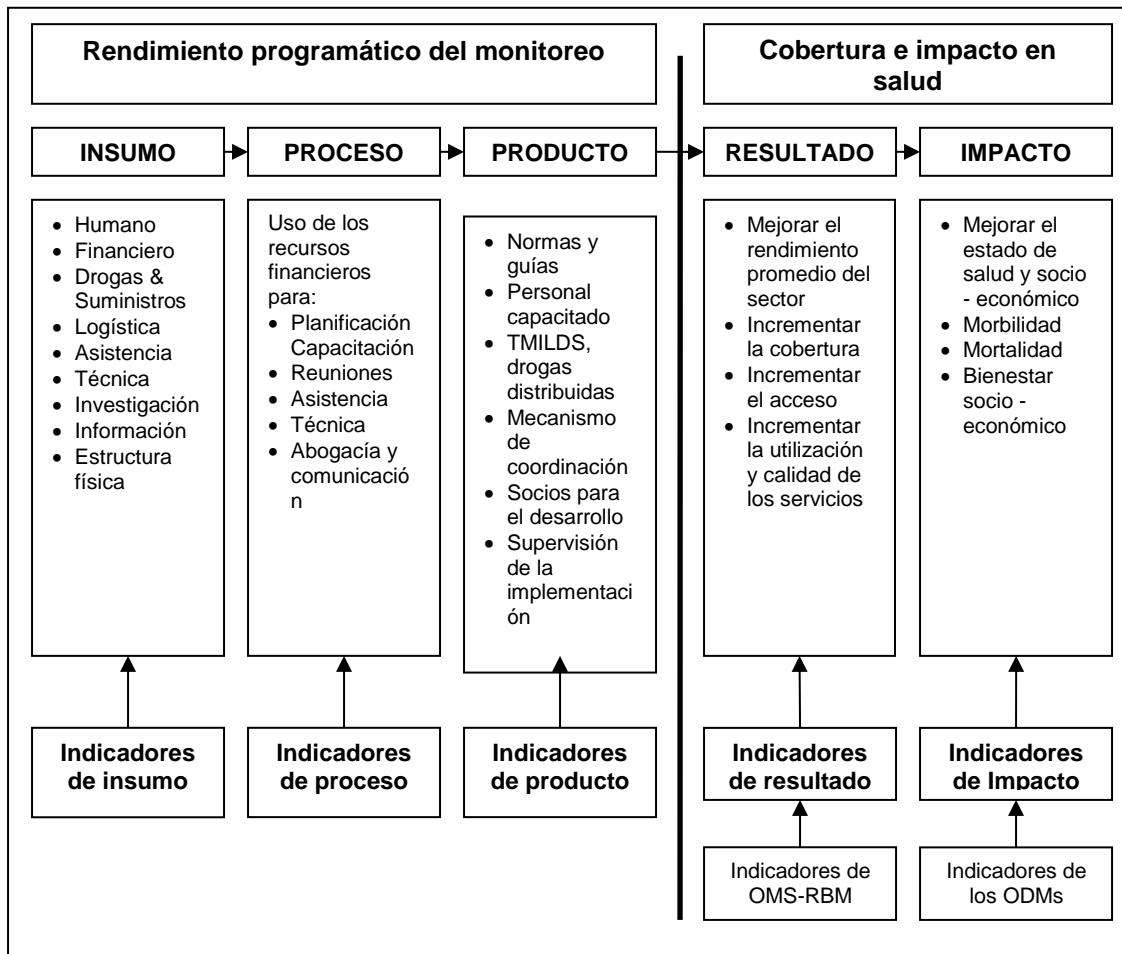 Rendimiento programático del monitoreo
Cobertura e impacto en
salud
INSUMO
PROCESO
PRODUCTO
RESULTADO
IMPACTO
• Humano
• Financiero
• Drogas &
Suministros
• Logística
• Asistencia
• Técnica
• Investigación
• Información
• Estructura
física
Uso de los
recursos
financieros
para:
• Planificación
Capacitación
• Reuniones
• Asistencia
• Técnica
• Abogacía y
comunicació
n
• Normas y
guías
• Personal
capacitado
• TMILDS,
drogas
distribuidas
• Mecanismo
de
coordinación
• Socios para
el desarrollo
• Supervisión
de la
implementaci
ón
• Mejorar el
rendimiento
promedio del
sector
• Incrementar
la cobertura
• Incrementar
el acceso
• Incrementar
la utilización
y calidad de
los servicios
• Mejorar el
estado de
salud y socio
- económico
• Morbilidad
• Mortalidad
• Bienestar
socio -
económico
Indicadores
de insumo
Indicadores
de proceso
Indicadores
de producto
Indicadores
de resultado
Indicadores
de Impacto
Indicadores de
OMS-RBM
Indicadores de
los ODMs